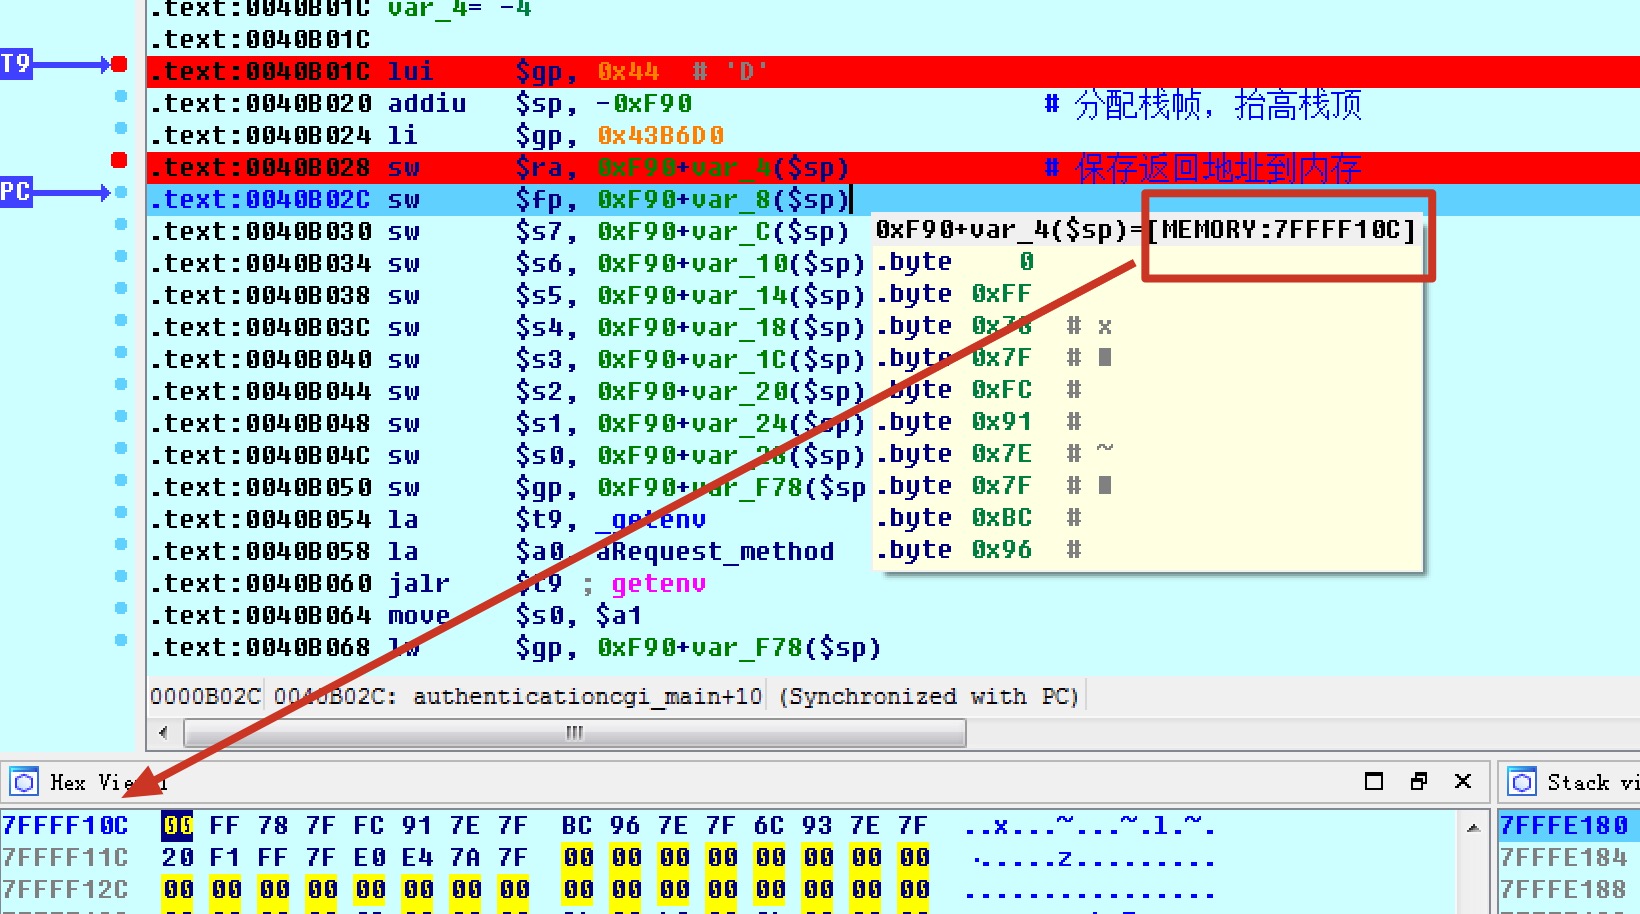 .text:0040B01C var_4= -4
.text:0040B01C
T9
.text:0040B01C lui $gp, 0x44 # 'D'
.text:0040B020 addiu $sp, -0xF90 # 分配栈帧，抬高栈顶
.text:0040B024 li $gp, 0x43B6D0
.text:0040B028 sw $ra, 0xF90+var_4($sp) # 保存返回地址到内存
PC
.text:0040B02C sw $fp, 0xF90+var_8($sp)
.text:0040B030 sw $s7, 0xF90+var_C($sp)
.text:0040B034 sw $s6, 0xF90+var_10($sp)
.text:0040B038 sw $s5, 0xF90+var_14($sp)
.text:0040B03C sw $s4, 0xF90+var_18($sp)
.text:0040B040 sw $s3, 0xF90+var_1C($sp)
.text:0040B044 sw $s2, 0xF90+var_20($sp)
.text:0040B048 sw $s1, 0xF90+var_24($sp)
.text:0040B04C sw $s0, 0xF90+var_28($sp)
.text:0040B050 sw $gp, 0xF90+var_F78($sp
.text:0040B054 la $t9, _getenv
.text:0040B058 la $a0, aRequest_method
.text:0040B060 jalr $t9 ; getenv
.text:0040B064 move $s0, $a1
.text:0040B068 lw $gp, 0xF90+var_F78($sp)
0xF90+var_4($sp)=[MEMORY:7FFFF10C]
.byte 0
.byte 0xFF
.byte 0x78 # x
.byte 0x7F # ■
.byte 0xFC #
.byte 0x91 #
.byte 0x7E # ~
.byte 0x7F # ■
.byte 0xBC #
.byte 0x96 #
0000B02C 0040B02C: authenticationcgi_main+10 (Synchronized with PC)
Hex View-1
7FFFF10C 00 FF 78 7F FC 91 7E 7F BC 96 7E 7F 6C 93 7E 7F ..x...~...~.l.~.
7FFFF11C 20 F1 FF 7F E0 E4 7A 7F 00 00 00 00 00 00 00 00 ......z.........
7FFFF12C 00 00 00 00 00 00 00 00 00 00 00 00 00 00 00 00 ................
Stack vi
7FFFE180
7FFFE184
7FFFE188